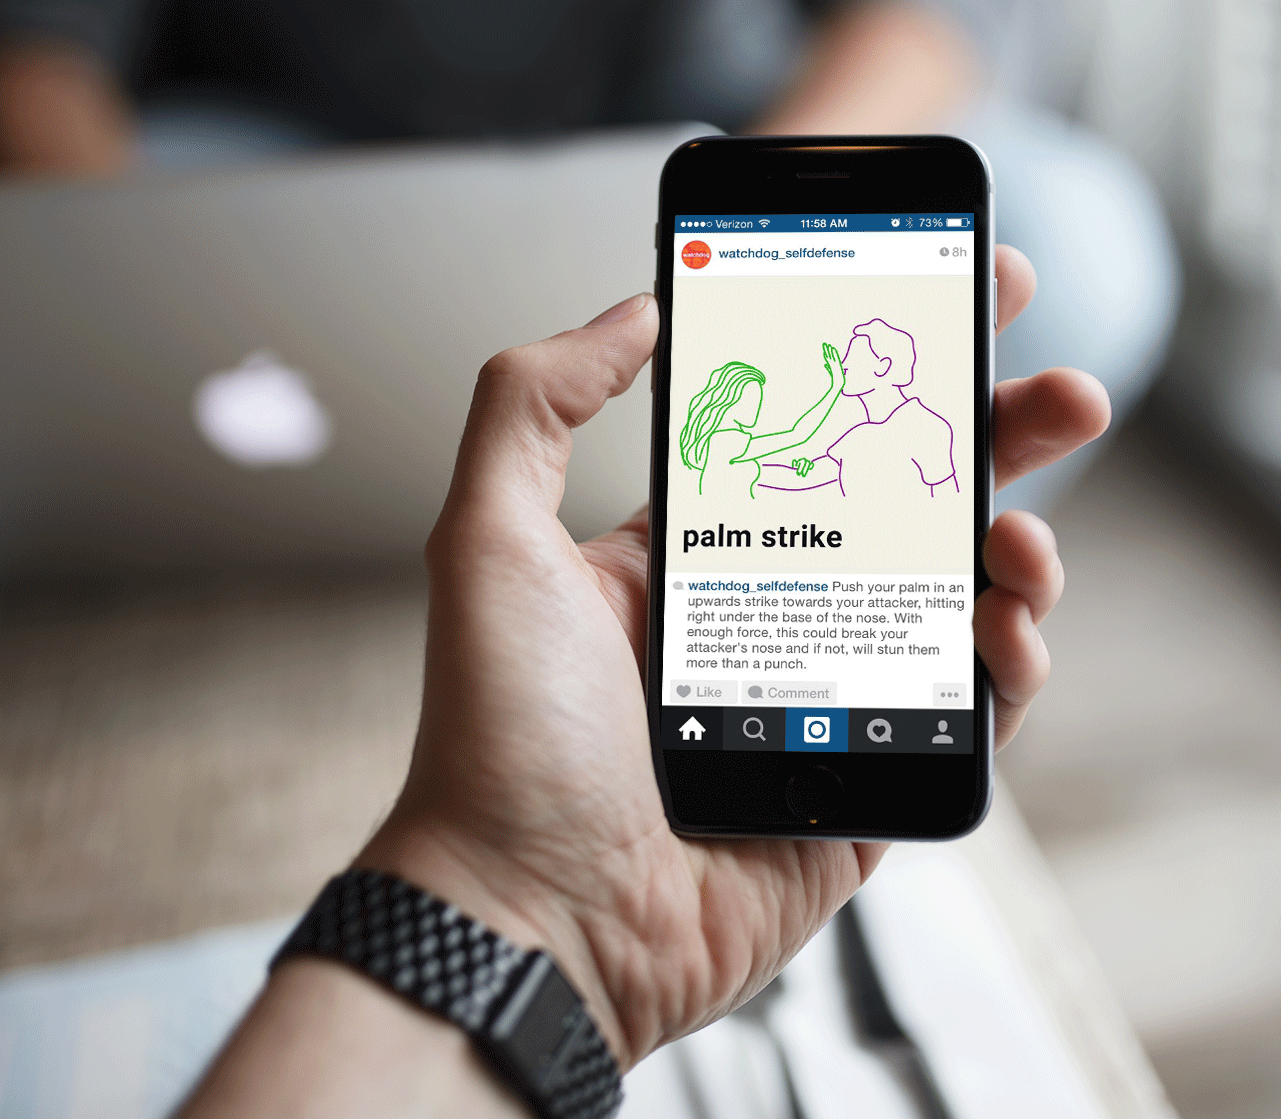 Verizon 11:58 AM 73%
watchdog
watchdog_selfdefense 8h
palm strike
watchdog_selfdefense Push your palm in an
upwards strike towards your attacker, hitting
right under the base of the nose. With
enough force, this could break your
attacker's nose and if not, will stun them
more than a punch.
Like Comment